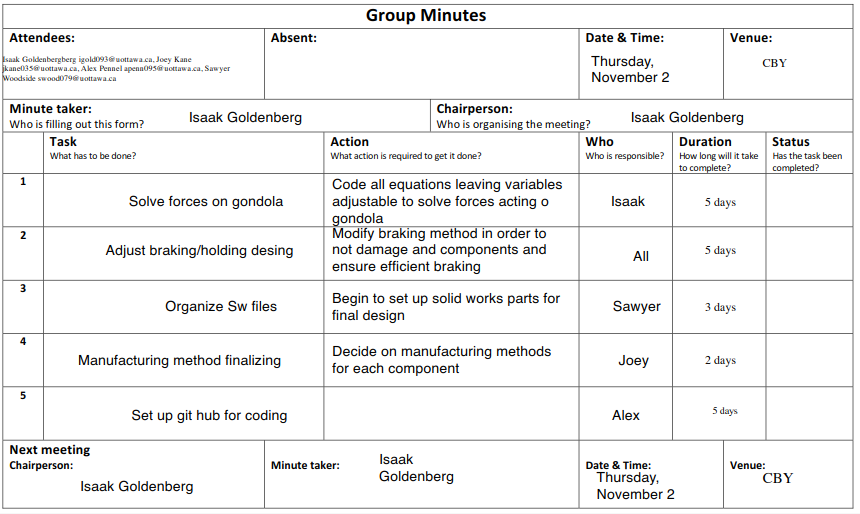 Group Minutes
Attendees:
Isaak Goldenbergberg igold093@uottawa.ca, Joey Kane
jkane035@uottawa.ca, Alex Pennel apenn095@uottawa.ca, Sawyer
Woodside swood079@uottawa.ca
Absent:
Date & Time:
Thursday,
November 2
Venue:
CBY
Minute taker:
Who is filling out this form?
Isaak Goldenberg
Chairperson:
Who is organising the meeting?
Isaak Goldenberg
Task
What has to be done?
Action
What action is required to get it done?
Who
Who is responsible?
Duration
How long will it take
to complete?
Status
Has the task been
completed?
1
Solve forces on gondola
Code all equations leaving variables
adjustable to solve forces acting o
gondola
Isaak
5 days
2
Adjust braking/holding desing
Modify braking method in order to
not damage and components and
ensure efficient braking
All
5 days
3
Organize Sw files
Begin to set up solid works parts for
final design
Sawyer
3 days
4
Manufacturing method finalizing
Decide on manufacturing methods
for each component
Joey
2 days
5
Set up git hub for coding
Alex
5 days
Next meeting
Chairperson:
Isaak Goldenberg
Minute taker:
Isaak
Goldenberg
Date & Time:
Thursday,
November 2
Venue:
CBY